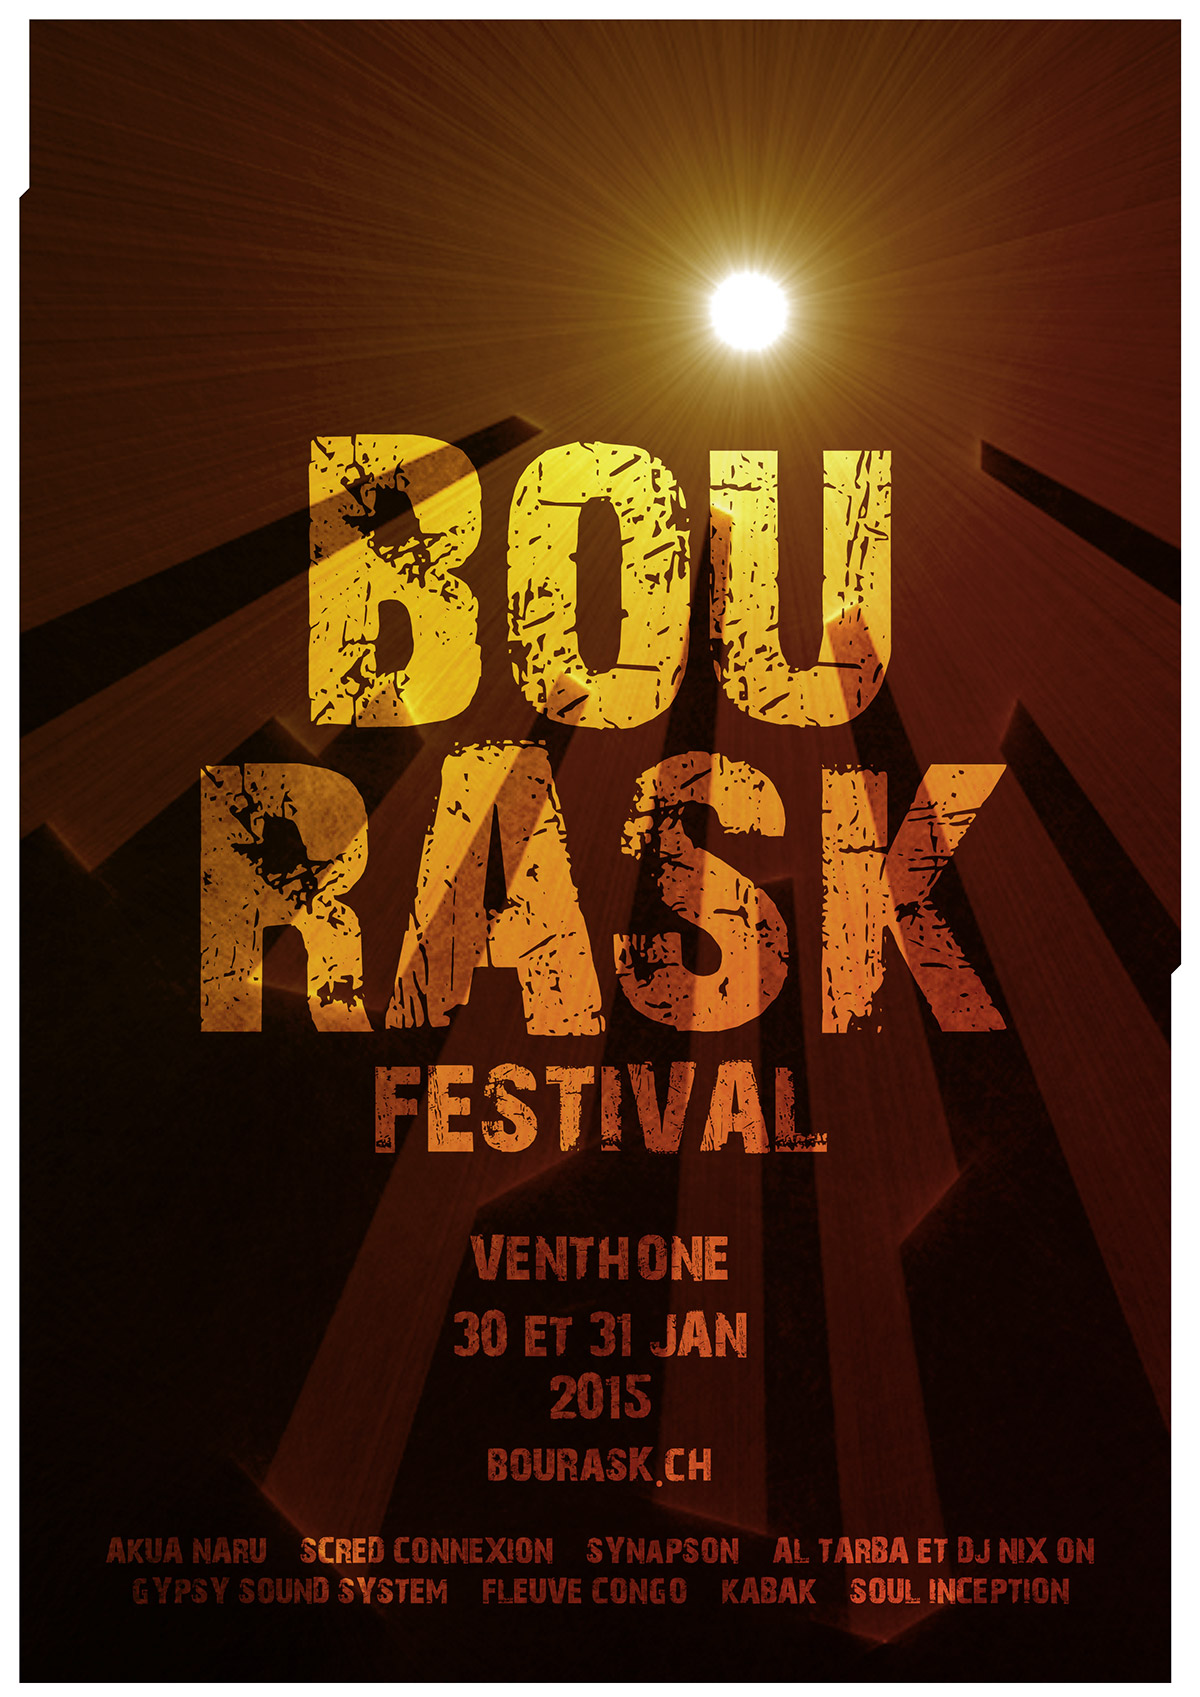 BOU
RASK
FESTIVAL
VENTHONE
30 ET 31 JAN
2015
BOURASK.CH
AKUA NARU SCRED CONNEXION SYNAPSON AL TARBA ET DJ NIX ON
GYPSY SOUND SYSTEM FLEUVE CONGO KABAK SOUL INCEPTION